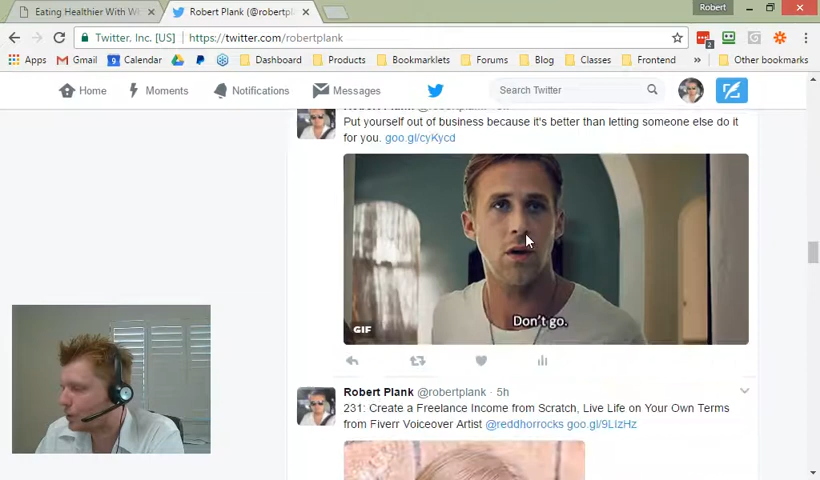 Eating Healthier With Wi
Robert Plank (@robertpl
Robert
Twitter, Inc. [US]
https://twitter.com/robertplank
2
Apps
Gmail
Calendar
Dashboard
Products
Bookmarklets
Forums
Blog
Classes
Frontend
»
Other bookmarks
Home
Moments
Notifications
Messages
Search Twitter
Put yourself out of business because it's better than letting someone else do it
for you. goo.gl/cyKycd
Don't go.
GIF
Robert Plank @robertplank · 5h
231: Create a Freelance Income from Scratch, Live Life on Your Own Terms
from Fiverr Voiceover Artist @reddhorrocks goo.gl/9LIzHz